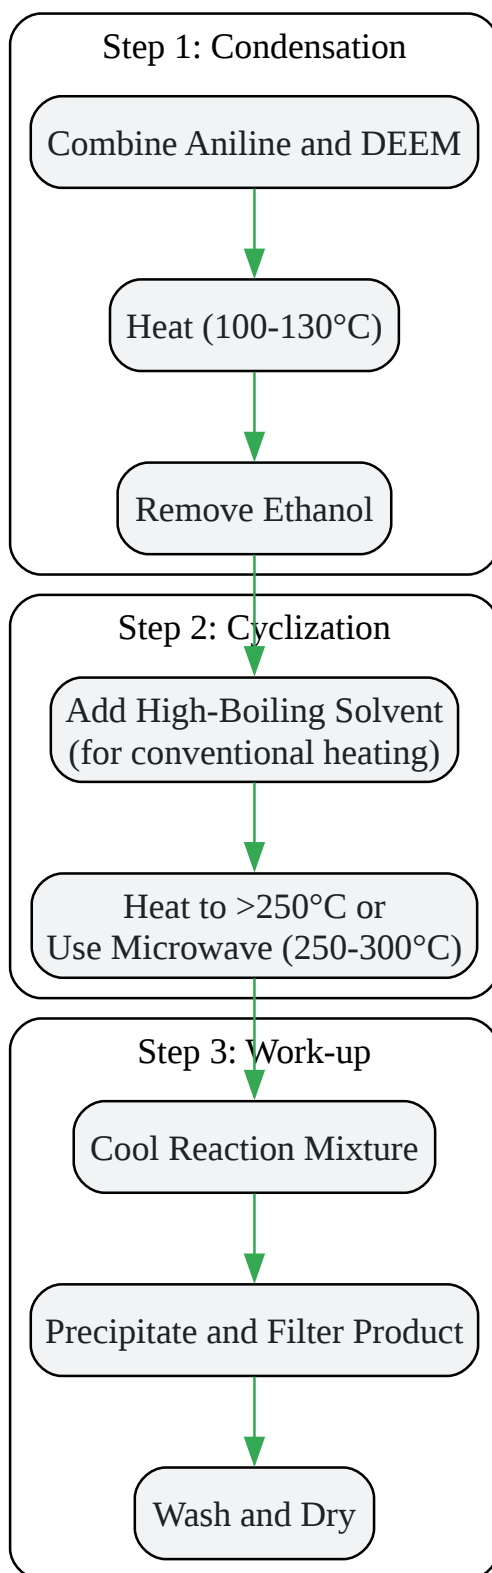 Step 1: Condensation
Combine Aniline and DEEM
Heat (100-130°C)
Remove Ethanol
Step 2: Cyclization
Add High-Boiling Solvent
(for conventional heating)
Heat to >250°C or
Use Microwave (250-300°C)
Step 3: Work-up
Cool Reaction Mixture
Precipitate and Filter Product
Wash and Dry